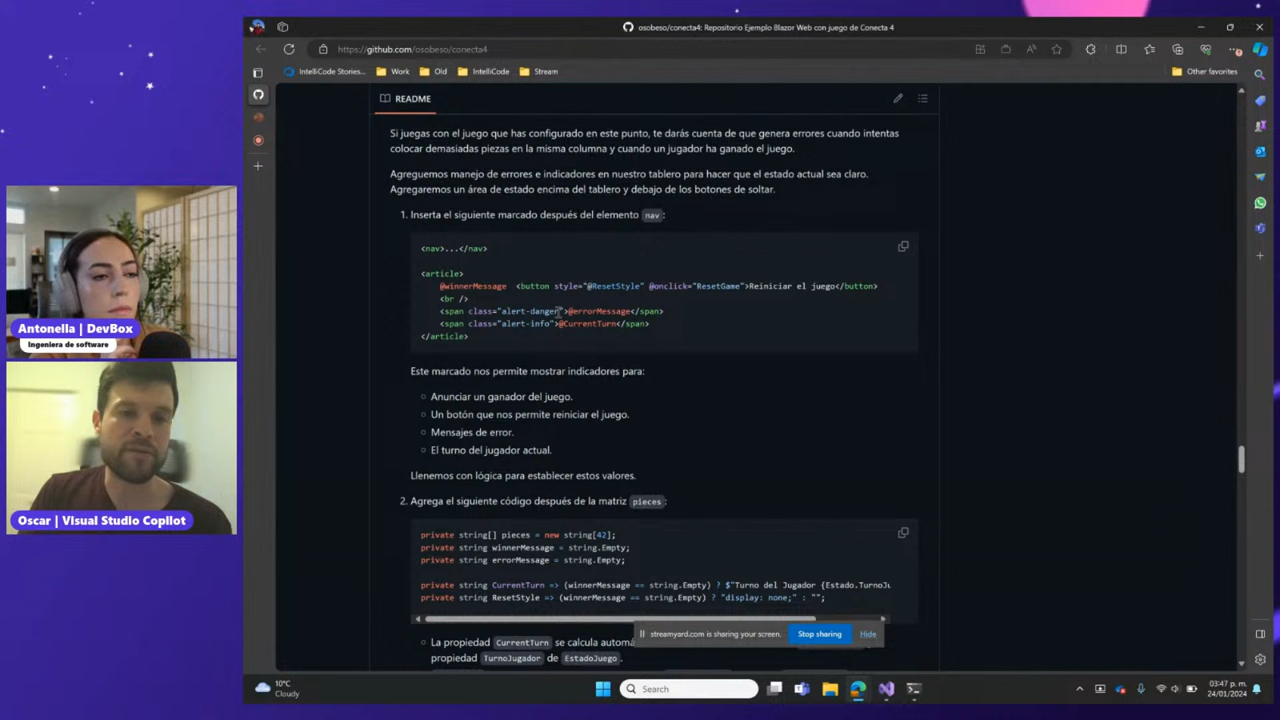 osobeso/conecta4: Repositorio Ejemplo Blazor Web con juego de Conecta 4
https://github.com/osobeso/conecta4
IntelliCode Stories...
Work
Old
IntelliCode
Stream
Other favorites
README
Si juegas con el juego que has configurado en este punto, te darás cuenta de que genera errores cuando intentas
colocar demasiadas piezas en la misma columna y cuando un jugador ha ganado el juego.
Agreguemos manejo de errores e indicadores en nuestro tablero para hacer que el estado actual sea claro.
Agregaremos un área de estado encima del tablero y debajo de los botones de soltar.
1. Inserta el siguiente marcado después del elemento nav:
<nav>...</nav>
<article>
@winnerMessage <button style="@ResetStyle" @onclick="ResetGame">Reiniciar el juego</button>
<br />
<span class="alert-danger">@errorMessage</span>
<span class="alert-info">@CurrentTurn</span>
</article>
Este marcado nos permite mostrar indicadores para:
Anunciar un ganador del juego.
Un botón que nos permite reiniciar el juego.
Mensajes de error.
El turno del jugador actual.
Llenemos con lógica para establecer estos valores.
2. Agrega el siguiente código después de la matriz pieces:
private string[] pieces = new string[42];
private string winnerMessage = string.Empty;
private string errorMessage = string.Empty;
private string CurrentTurn => (winnerMessage == string.Empty) ? $"Turno del Jugador {Estado.TurnoJu
private string ResetStyle => (winnerMessage == string.Empty) ? "display: none;" : "";
La propiedad CurrentTurn se calcula automá
propiedad TurnoJugador de EstadoJuego.
streamyard.com is sharing your screen.
Stop sharing
Hide
Antonella | DevBox
Ingeniera de software
Oscar | Visual Studio Copilot
10°C
Cloudy
Search
03:47 p. m.
24/01/2024